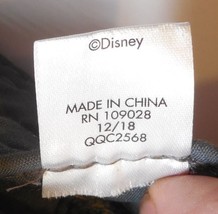 ©Disney
MADE IN CHINA
RN 109028
12/18
QQC2568